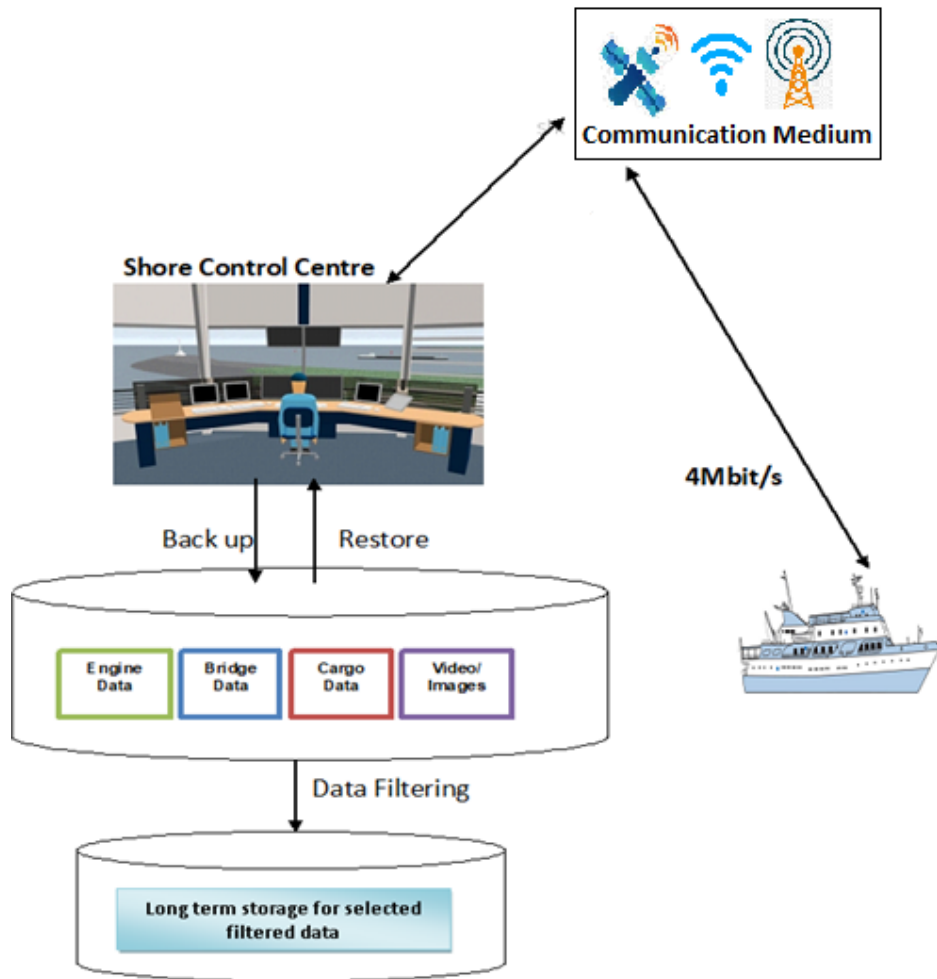 Communication Medium
Shore Control Centre
4Mbit/s
Back up
Restore
Engine
Data
Bridge
Data
Cargo
Data
Video/
Images
Data Filtering
Long term storage for selected
filtered data